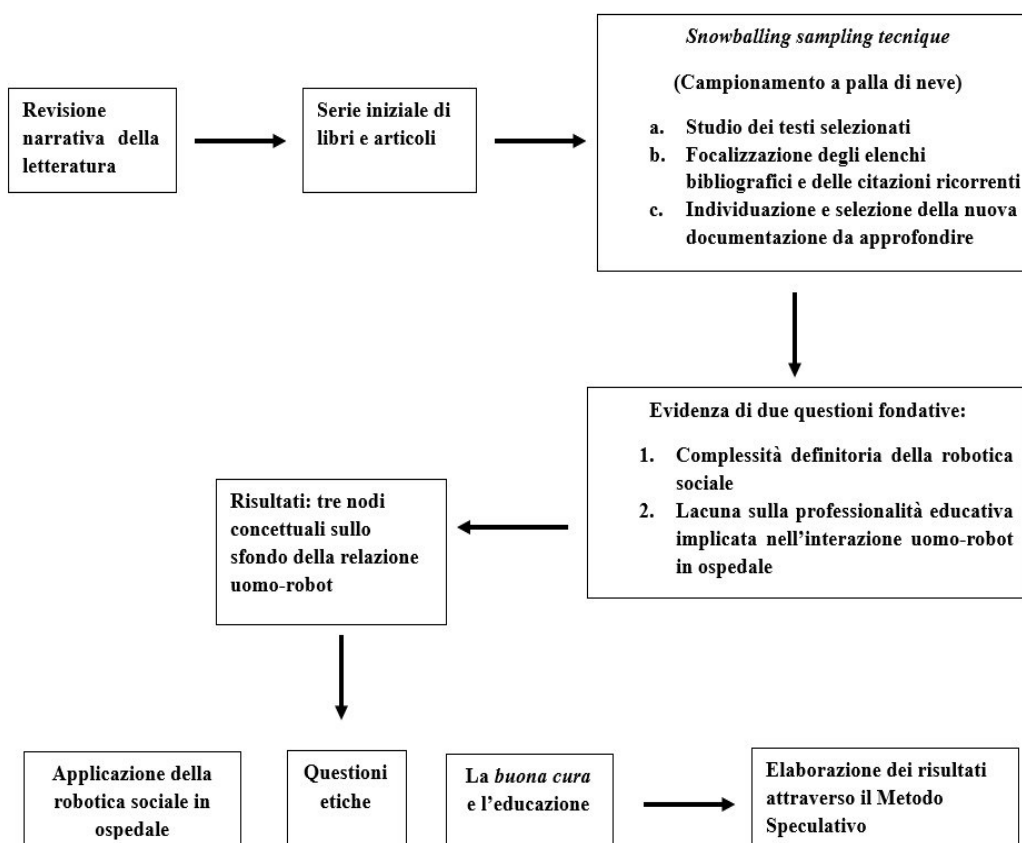 Revisione
narrativa della
letteratura
Serie iniziale di
libri e articoli
Snowballing sampling tecnique
(Campionamento a palla di neve)
a. Studio dei testi selezionati
b. Focalizzazione degli elenchi
bibliografici e delle citazioni ricorrenti
c. Individuazione e selezione della nuova
documentazione da approfondire
Evidenza di due questioni fondative:
1. Complessità definitoria della robotica
sociale
2. Lacuna sulla professionalità educativa
implicata nell’interazione uomo-robot
in ospedale
Risultati: tre nodi
concettuali sullo
sfondo della relazione
uomo-robot
Applicazione della
robotica sociale in
ospedale
Questioni
etiche
La buona cura
e l’educazione
Elaborazione dei risultati
attraverso il Metodo
Speculativo